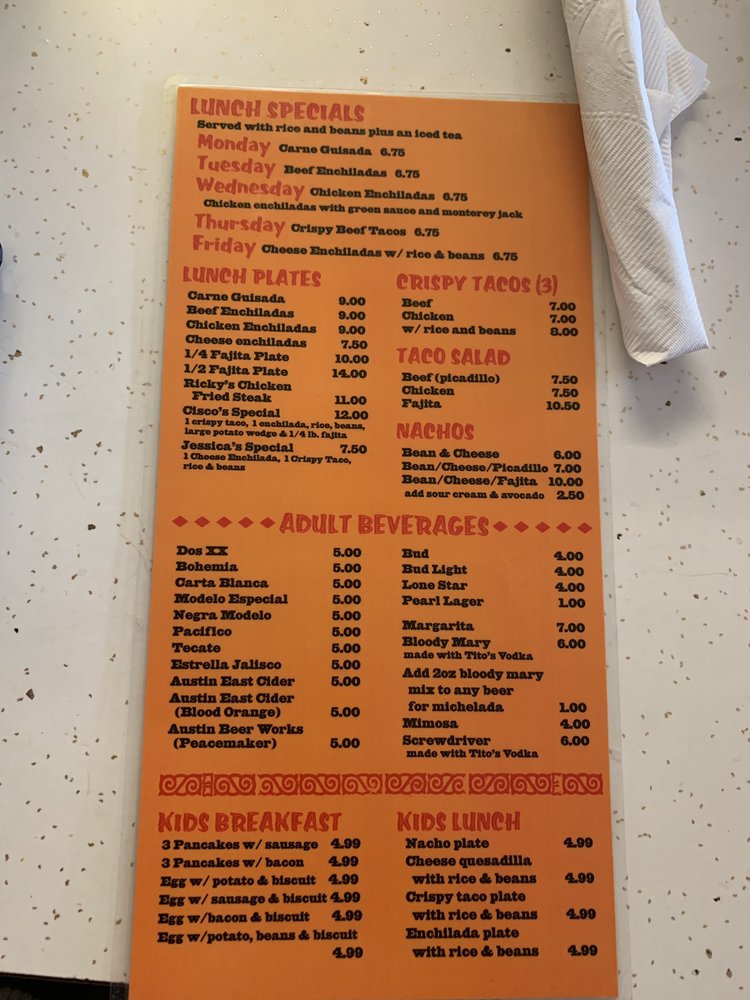 LUNCH SPECIALS
Served with rice and beans plus an iced tea
Monday Carne Guisada 6.75
Tuesday Beef Enchiladas 6.75
Wednesday Chicken Enchiladas 6.75
Chicken enchiladas with green sauce and monterey jack
Thursday Crispy Beef Tacos 6.75
Friday Cheese Enchiladas w/ rice & beans 6.75
LUNCH PLATES
Carne Guisada 9.00
Beef Enchiladas 9.00
Chicken Enchiladas 9.00
Cheese enchiladas 7.50
1/4 Fajita Plate 10.00
1/2 Fajita Plate 14.00
Ricky's Chicken
Fried Steak 11.00
Cisco's Special 12.00
1 crispy taco, 1 enchilada, rice, beans,
large potato wedge & 1/4 lb. fajita
Jessica's Special 7.50
1 Cheese Enchilada, 1 Crispy Taco,
rice & beans
CRISPY TACOS (3)
Beef 7.00
Chicken 7.00
w/ rice and beans 8.00
TACO SALAD
Beef (picadillo) 7.50
Chicken 7.50
Fajita 10.50
NACHOS
Bean & Cheese 6.00
Bean/Cheese/Picadillo 7.00
Bean/Cheese/Fajita 10.00
add sour cream & avocado 2.50
ADULT BEVERAGES
Dos XX 5.00
Bohemia 5.00
Carta Blanca 5.00
Modelo Especial 5.00
Negra Modelo 5.00
Pacifico 5.00
Tecate 5.00
Estrella Jalisco 5.00
Austin East Cider 5.00
Austin East Cider
(Blood Orange) 5.00
Austin Beer Works
(Peacemaker) 5.00
Bud 4.00
Bud Light 4.00
Lone Star 4.00
Pearl Lager 1.00
Margarita 7.00
Bloody Mary 6.00
made with Tito's Vodka
Add 2oz bloody mary
mix to any beer
for michelada 1.00
Mimosa 4.00
Screwdriver 6.00
made with Tito's Vodka
KIDS BREAKFAST
3 Pancakes w/ sausage 4.99
3 Pancakes w/ bacon 4.99
Egg w/ potato & biscuit 4.99
Egg w/ sausage & biscuit 4.99
Egg w/bacon & biscuit 4.99
Egg w/potato, beans & biscuit
4.99
KIDS LUNCH
Nacho plate 4.99
Cheese quesadilla
with rice & beans 4.99
Crispy taco plate
with rice & beans 4.99
Enchilada plate
with rice & beans 4.99